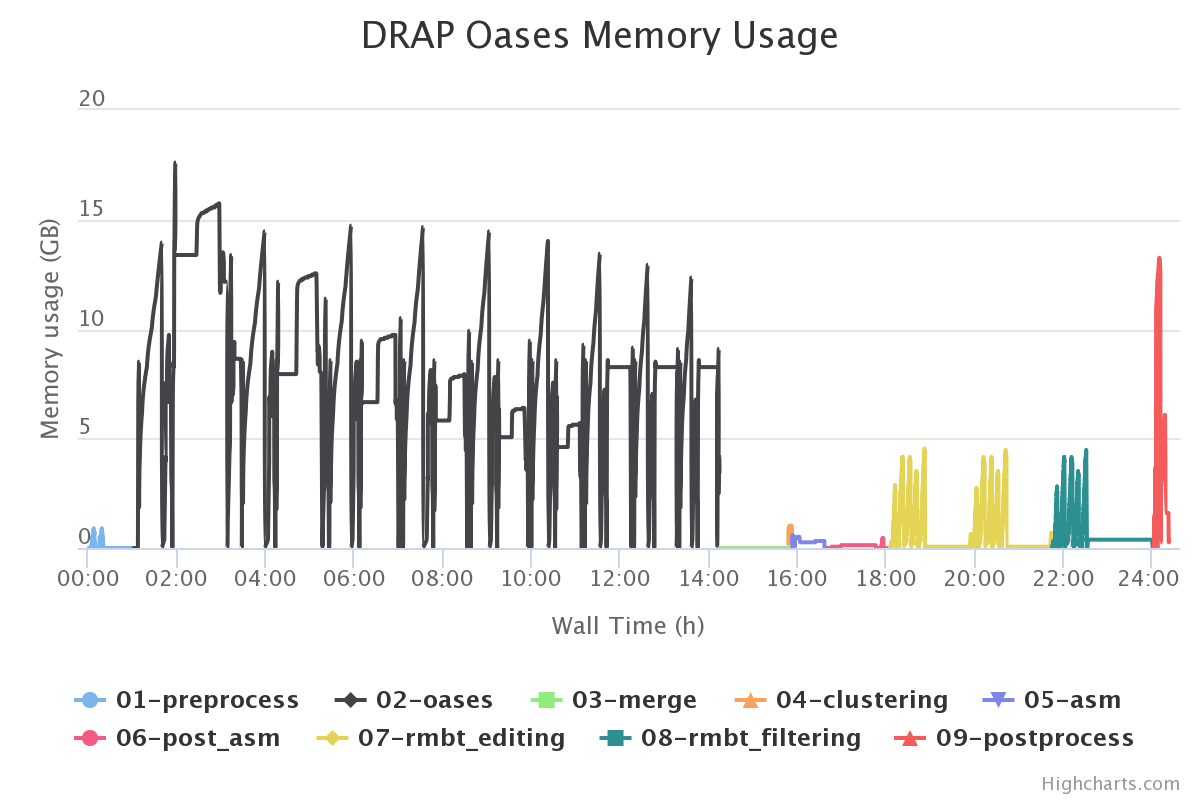 DRAP Oases Memory Usage
20
15
10
5
0
Memory usage (GB)
00:00 02:00 04:00 06:00 08:00 10:00 12:00 14:00 16:00 18:00 20:00 22:00 24:00
Wall Time (h)
01-preprocess 02-oases 03-merge 04-clustering 05-asm
06-post_asm 07-rmbt_editing 08-rmbt_filtering 09-postprocess
Highcharts.com